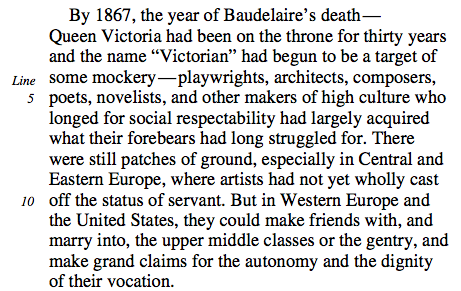 By 1867, the year of Baudelaire’s death—
Queen Victoria had been on the throne for thirty years
and the name “Victorian” had begun to be a target of
Line some mockery—playwrights, architects, composers,
5 poets, novelists, and other makers of high culture who
longed for social respectability had largely acquired
what their forebears had long struggled for. There
were still patches of ground, especially in Central and
Eastern Europe, where artists had not yet wholly cast
10 off the status of servant. But in Western Europe and
the United States, they could make friends with, and
marry into, the upper middle classes or the gentry, and
make grand claims for the autonomy and the dignity
of their vocation.